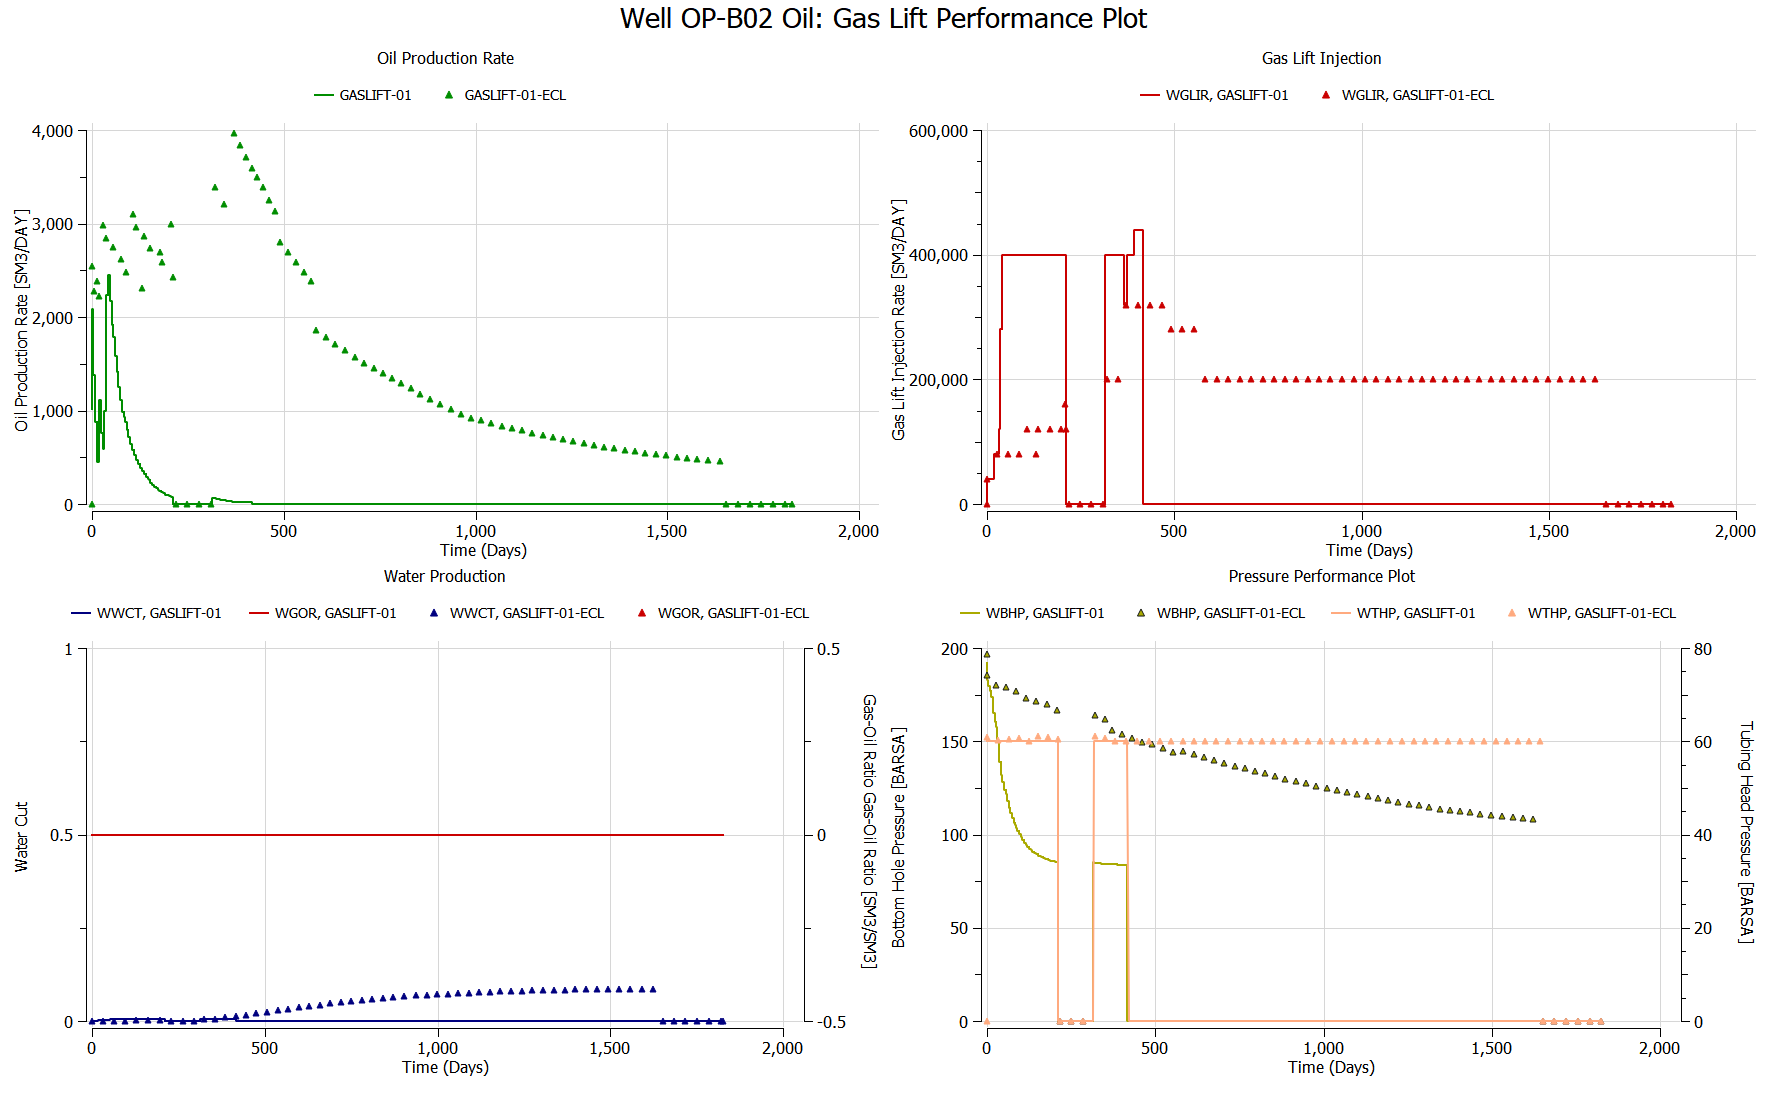 Well OP-B02 Oil: Gas Lift Performance Plot
Oil Production Rate
GASLIFT-01
GASLIFT-01-ECL
4,000
3,000
2,000
1,000
0
Oil Production Rate [SM3/DAY]
0
500
1,000
1,500
2,000
Time (Days)
Gas Lift Injection
WGLIR, GASLIFT-01
WGLIR, GASLIFT-01-ECL
600,000
400,000
200,000
0
Gas Lift Injection Rate [SM3/DAY]
0
500
1,000
1,500
2,000
Time (Days)
Water Production
WWCT, GASLIFT-01
WGOR, GASLIFT-01
WWCT, GASLIFT-01-ECL
WGOR, GASLIFT-01-ECL
1
0.5
0
Water Cut
0.5
0
-0.5
Gas-Oil Ratio Gas-Oil Ratio [SM3/SM3]
0
500
1,000
1,500
2,000
Time (Days)
Pressure Performance Plot
WBHP, GASLIFT-01
WBHP, GASLIFT-01-ECL
WTHP, GASLIFT-01
WTHP, GASLIFT-01-ECL
200
150
100
50
0
Bottom Hole Pressure [BARSA]
80
60
40
20
0
Tubing Head Pressure [BARSA]
0
500
1,000
1,500
2,000
Time (Days)